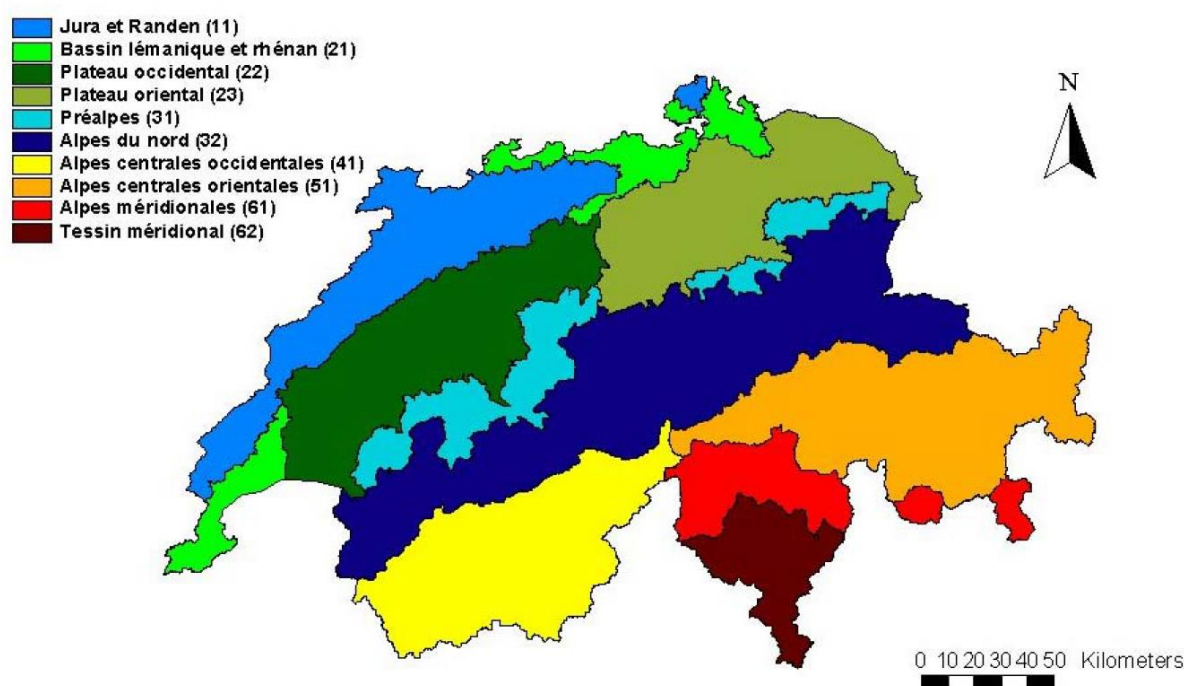 Jura et Randen (11)
Bassin lémanique et rhénan (21)
Plateau occidental (22)
Plateau oriental (23)
Préalpes (31)
Alpes du nord (32)
Alpes centrales occidentales (41)
Alpes centrales orientales (51)
Alpes méridionales (61)
Tessin méridional (62)
N
0 10 20 30 40 50 Kilometers